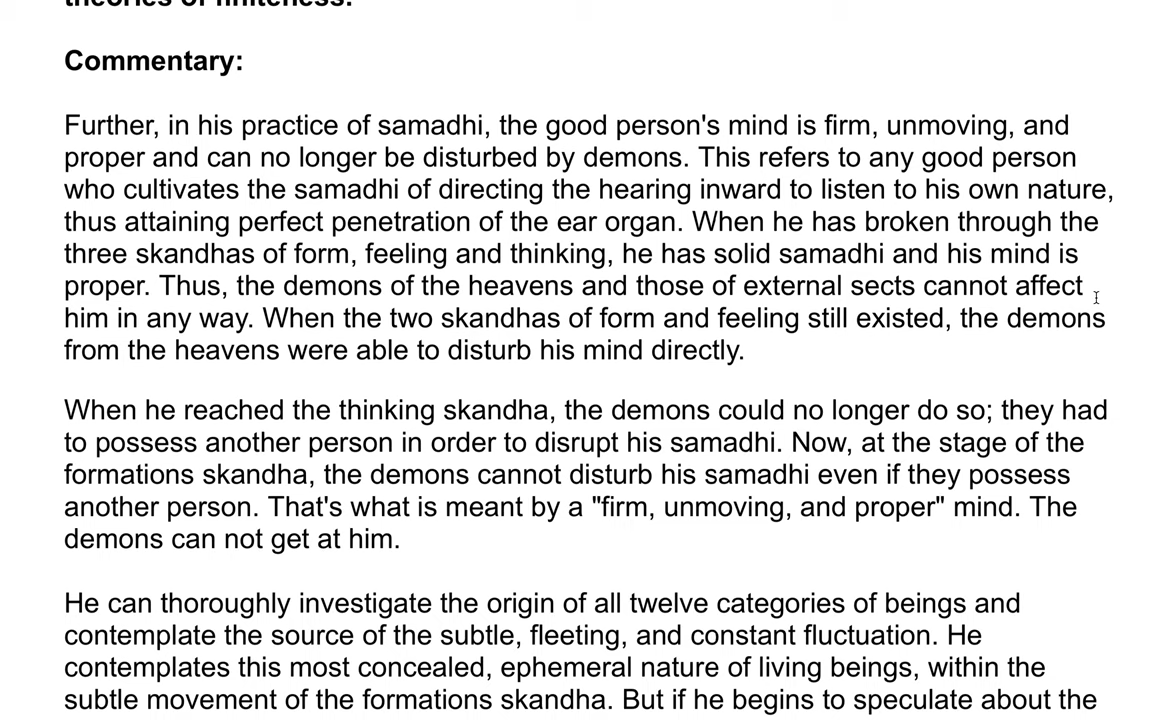 theories of finiteness.
Commentary:
Further, in his practice of samadhi, the good person's mind is firm, unmoving, and
proper and can no longer be disturbed by demons. This refers to any good person
who cultivates the samadhi of directing the hearing inward to listen to his own nature,
thus attaining perfect penetration of the ear organ. When he has broken through the
three skandhas of form, feeling and thinking, he has solid samadhi and his mind is
proper. Thus, the demons of the heavens and those of external sects cannot affect
him in any way. When the two skandhas of form and feeling still existed, the demons
from the heavens were able to disturb his mind directly.
When he reached the thinking skandha, the demons could no longer do so; they had
to possess another person in order to disrupt his samadhi. Now, at the stage of the
formations skandha, the demons cannot disturb his samadhi even if they possess
another person. That's what is meant by a "firm, unmoving, and proper" mind. The
demons can not get at him.
He can thoroughly investigate the origin of all twelve categories of beings and
contemplate the source of the subtle, fleeting, and constant fluctuation. He
contemplates this most concealed, ephemeral nature of living beings, within the
subtle movement of the formations skandha. But if he begins to speculate about the